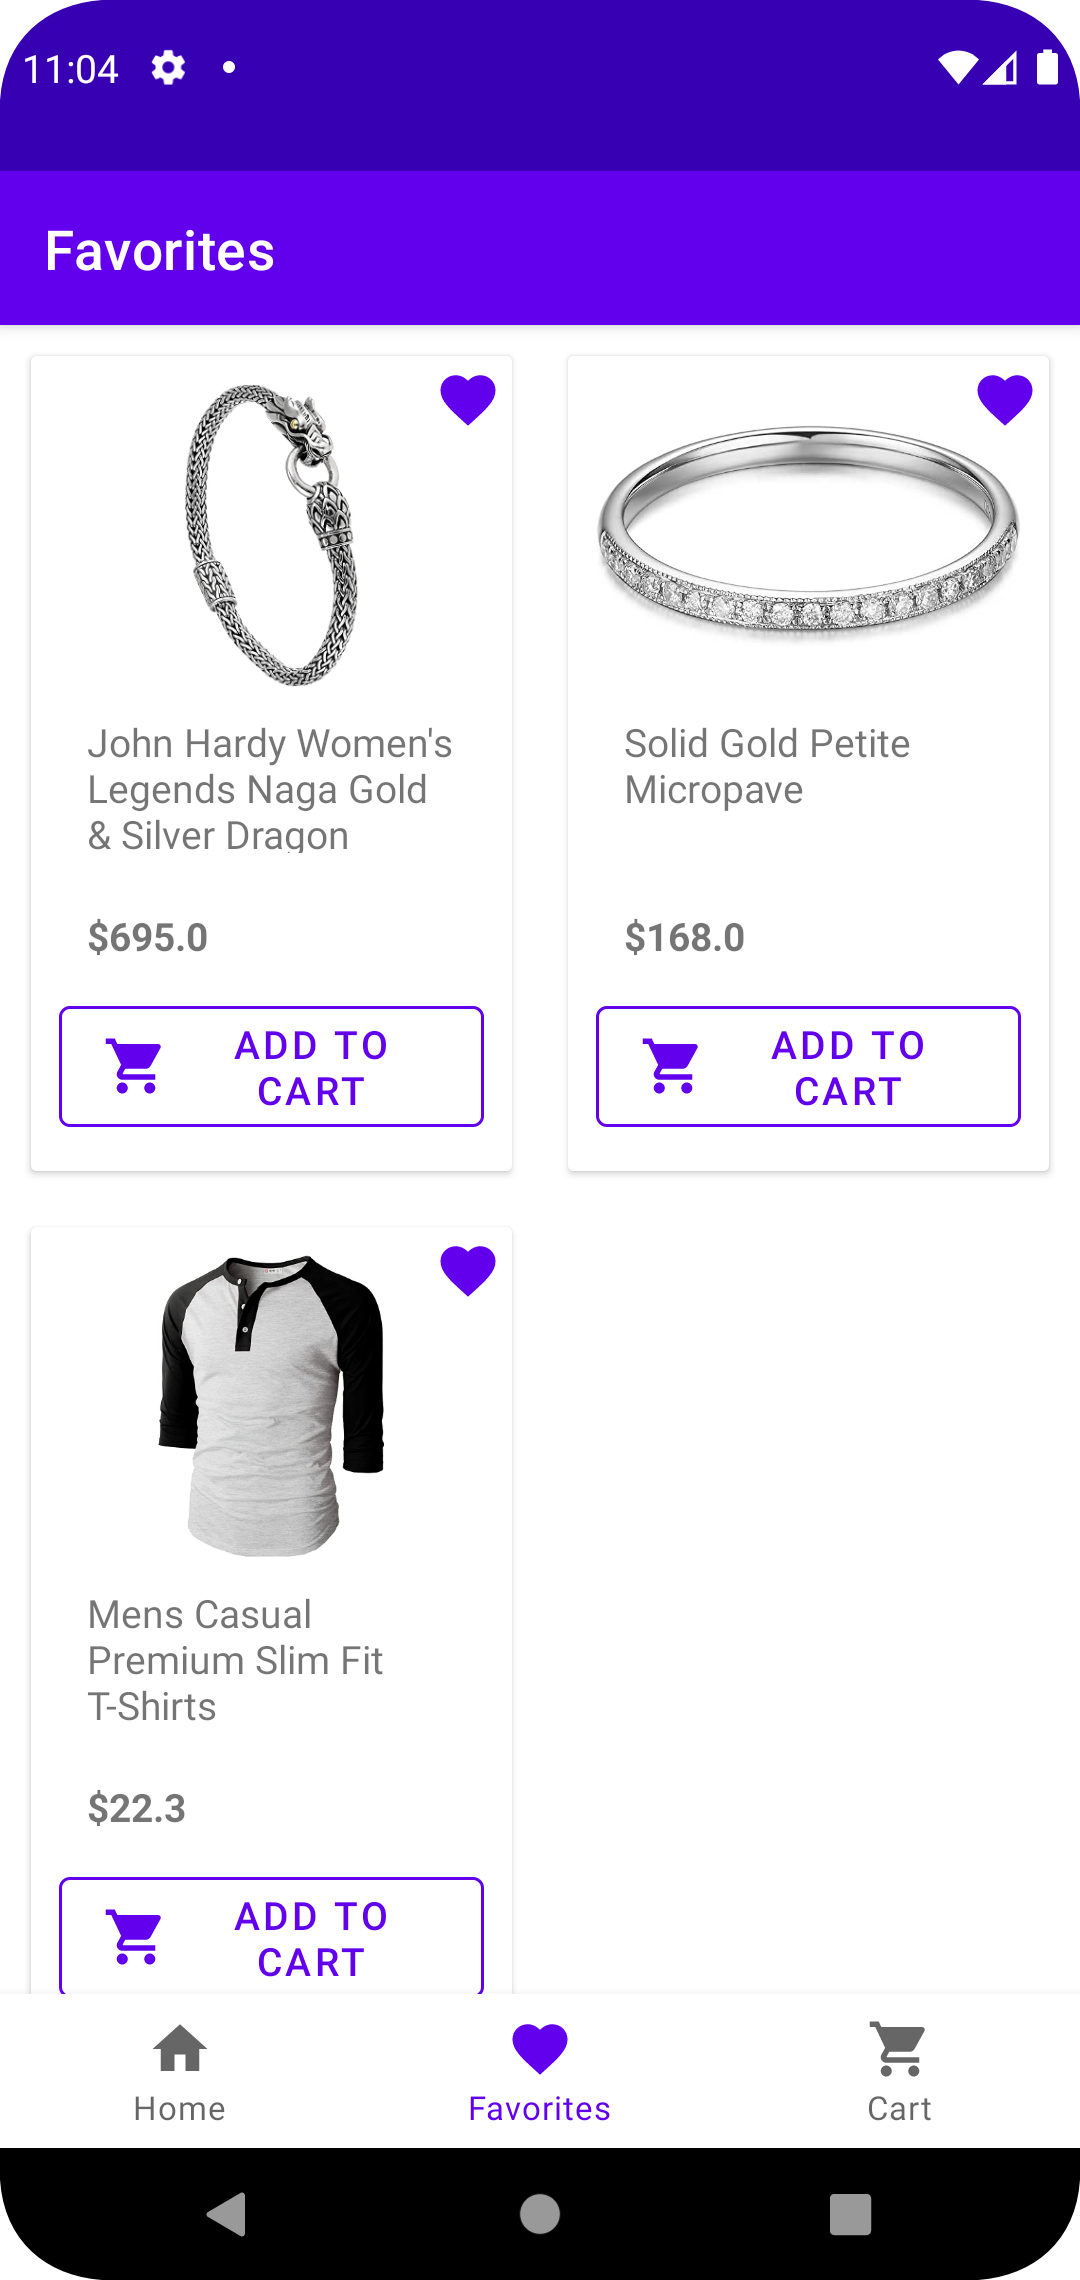 11:04
Favorites
John Hardy Women's
Legends Naga Gold
& Silver Dragon
$695.0
ADD TO
CART
Solid Gold Petite
Micropave
$168.0
ADD TO
CART
Mens Casual
Premium Slim Fit
T-Shirts
$22.3
ADD TO
CART
Home
Favorites
Cart